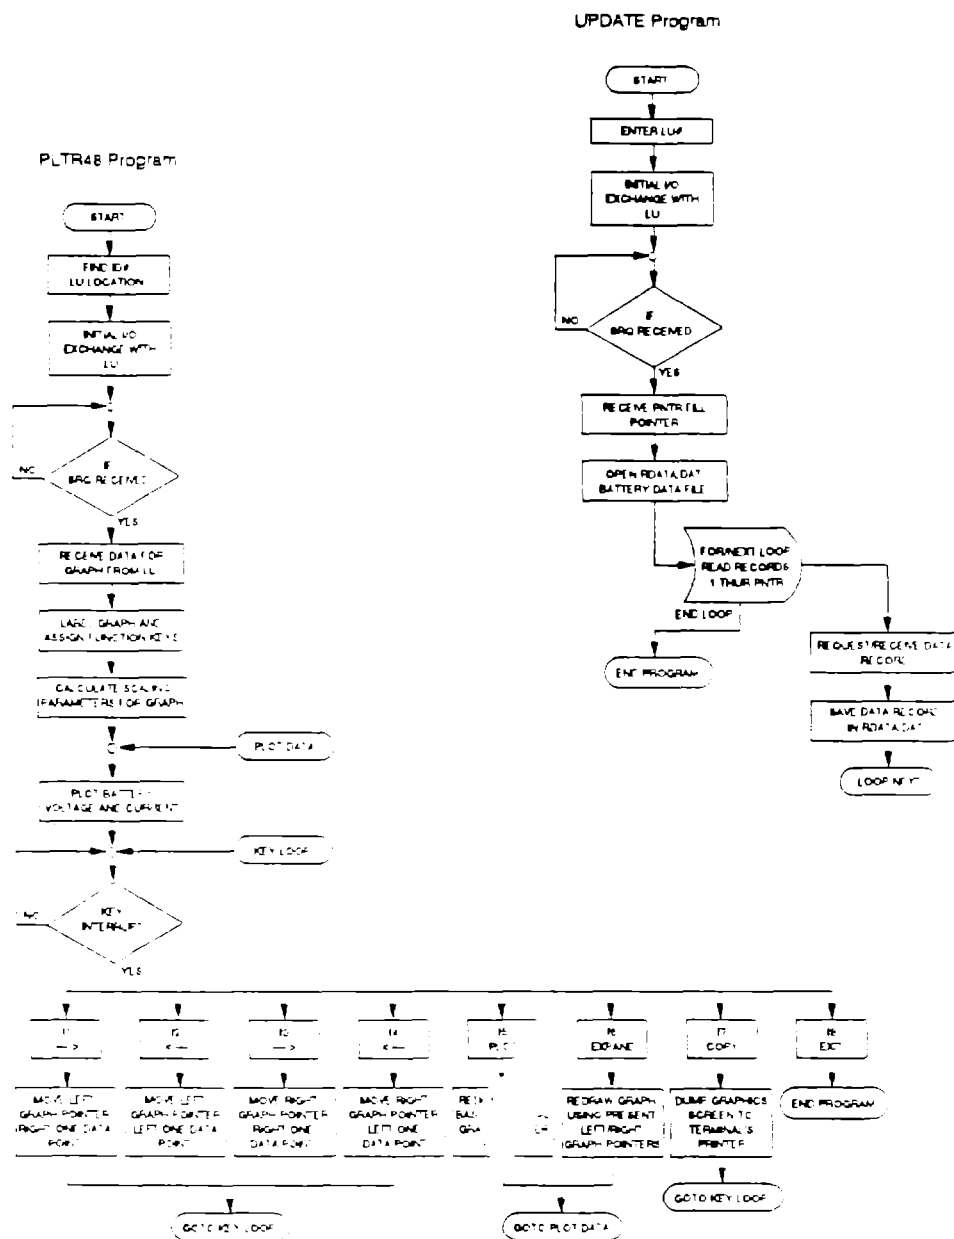 UPDATE Program
START
ENTER LU#
INITIAL I/O
EXCHANGE WITH
LU
IF
SRQ RECEIVED
NO
YES
RECEIVE PNTR FILL
POINTER
OPEN RDATA.DAT
BATTERY DATA FILE
FOR/NEXT LOOP
READ RECORDS
1 THUR PNTR
END LOOP
END PROGRAM
REQUEST/RECEIVE DATA
RECORD
SAVE DATA RECORD
IN RDATA.DAT
LOOP NEXT
PLTR48 Program
START
FIND ID#
LU LOCATION
INITIAL I/O
EXCHANGE WITH
LU
IF
SRQ RECEIVED
NO
YES
RECEIVE DATA FOR
GRAPH FROM LU
LABEL GRAPH AND
ASSIGN FUNCTION KEYS
CALCULATE SCALING
PARAMETERS FOR GRAPH
PLOT DATA
PLOT BATTERY
VOLTAGE AND CURRENT
KEY LOOP
KEY
INTERRUPT
NO
YES
f1
--->
f2
<---
f3
--->
f4
<---
f5
f6
EXPAND
f7
COPY
f8
EXIT
MOVE LEFT
GRAPH POINTER
RIGHT ONE DATA
POINT
MOVE LEFT
GRAPH POINTER
LEFT ONE DATA
POINT
MOVE RIGHT
GRAPH POINTER
RIGHT ONE
DATA POINT
MOVE RIGHT
GRAPH POINTER
LEFT ONE
DATA POINT
REDRAW GRAPH
USING PRESENT
LEFT/RIGHT
GRAPH POINTERS
DUMP GRAPHICS
SCREEN TO
TERMINAL'S
PRINTER
END PROGRAM
GOTO KEY LOOP
GOTO PLOT DATA
GOTO KEY LOOP